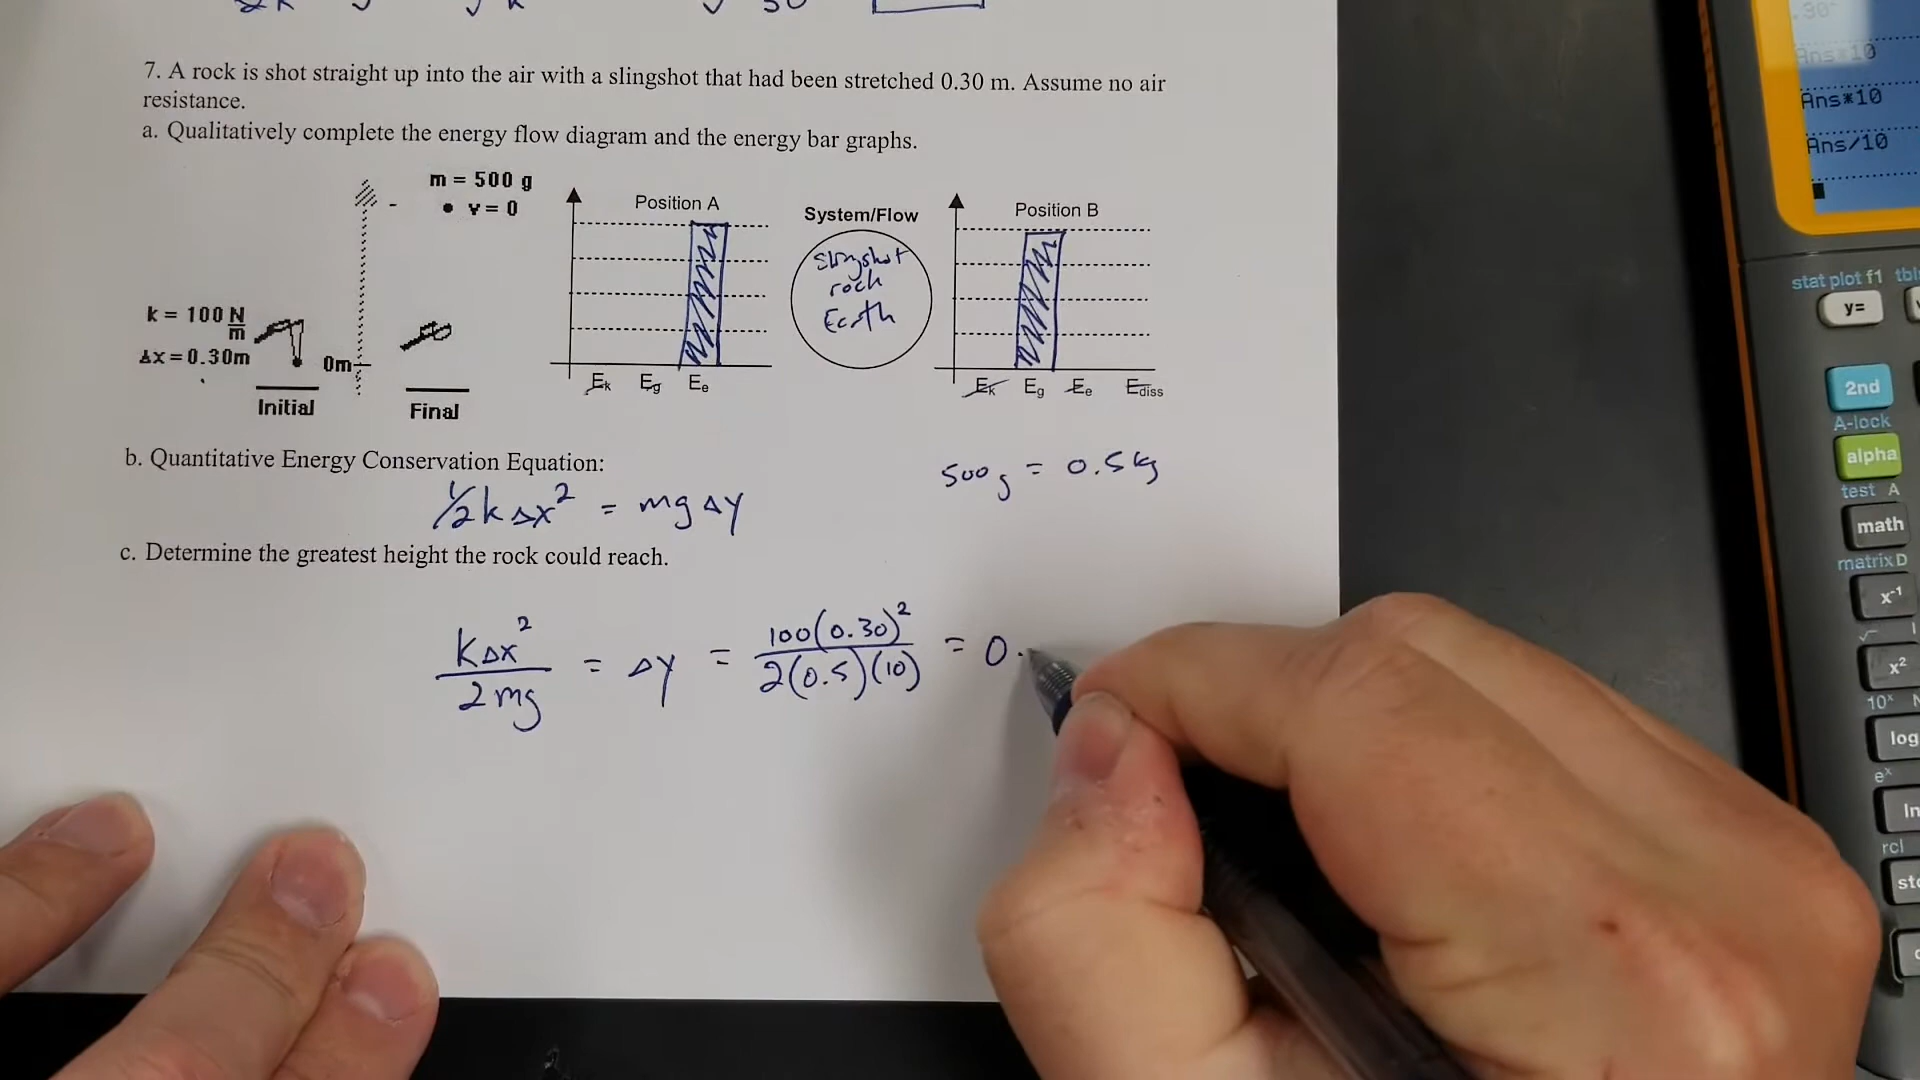 7. A rock is shot straight up into the air with a slingshot that had been stretched 0.30 m. Assume no air
resistance.
a. Qualitatively complete the energy flow diagram and the energy bar graphs.
m = 500 g
v = 0
k = 100 N/m
Δx = 0.30m
0m
Initial
Final
Position A
Ek Eg Ee
System/Flow
Slingshot
rock
Earth
Position B
Ek Eg Ee Ediss
b. Quantitative Energy Conservation Equation:
500g = 0.5kg
1/2kΔx² = mgΔy
c. Determine the greatest height the rock could reach.
kΔx²/2mg = Δy = 100(0.30)²/2(0.5)(10) = 0.
.30
Ans*10
Ans*10
Ans/10
stat plot f1
y=
2nd
A-lock
alpha
test A
math
matrix D
x⁻¹
√
x²
10ˣ
log
eˣ
ln
rcl